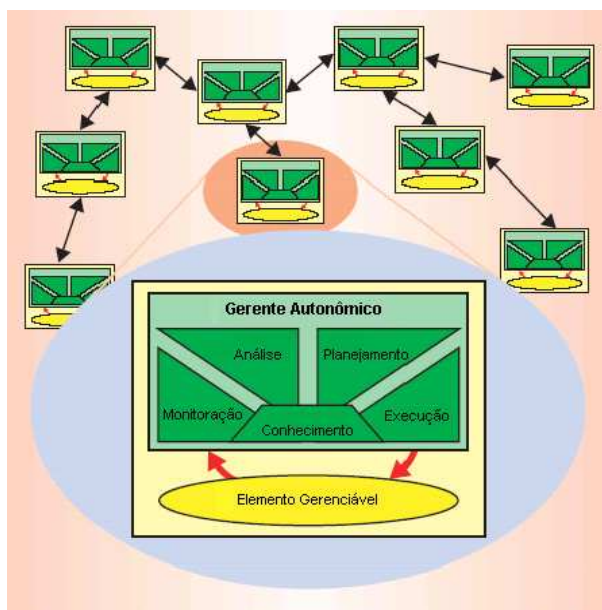 Gerente Autonômico
Análise
Planejamento
Monitoração
Conhecimento
Execução
Elemento Gerenciável